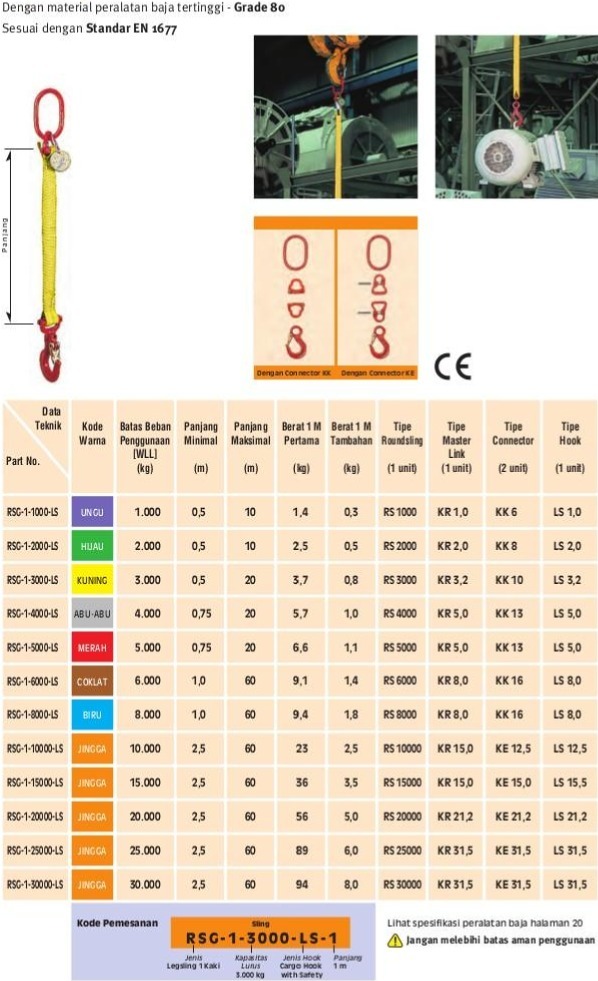 Dengan material peralatan baja tertinggi - Grade 80
Sesuai dengan Standar EN 1677
Panjang
Dengan Connector KK
Dengan Connector KE
CE
Data Teknik
Part No.
Kode Warna
Batas Beban Penggunaan [WLL] (kg)
Panjang Minimal (m)
Panjang Maksimal (m)
Berat 1 M Pertama (kg)
Berat 1 M Tambahan (kg)
Tipe Roundsling (1 unit)
Tipe Master Link (1 unit)
Tipe Connector (2 unit)
Tipe Hook (1 unit)
RSG-1-1000-LS UNGU 1.000 0,5 10 1,4 0,3 RS 1000 KR 1,0 KK 6 LS 1,0
RSG-1-2000-LS HIJAU 2.000 0,5 10 2,5 0,5 RS 2000 KR 2,0 KK 8 LS 2,0
RSG-1-3000-LS KUNING 3.000 0,5 20 3,7 0,8 RS 3000 KR 3,2 KK 10 LS 3,2
RSG-1-4000-LS ABU-ABU 4.000 0,75 20 5,7 1,0 RS 4000 KR 5,0 KK 13 LS 5,0
RSG-1-5000-LS MERAH 5.000 0,75 20 6,6 1,1 RS 5000 KR 5,0 KK 13 LS 5,0
RSG-1-6000-LS COKLAT 6.000 1,0 60 9,1 1,4 RS 6000 KR 8,0 KK 16 LS 8,0
RSG-1-8000-LS BIRU 8.000 1,0 60 9,4 1,8 RS 8000 KR 8,0 KK 16 LS 8,0
RSG-1-10000-LS JINGGA 10.000 2,5 60 23 2,5 RS 10000 KR 15,0 KE 12,5 LS 12,5
RSG-1-15000-LS JINGGA 15.000 2,5 60 36 3,5 RS 15000 KR 15,0 KE 15,0 LS 15,5
RSG-1-20000-LS JINGGA 20.000 2,5 60 56 5,0 RS 20000 KR 21,2 KE 21,2 LS 21,2
RSG-1-25000-LS JINGGA 25.000 2,5 60 89 6,0 RS 25000 KR 31,5 KE 31,5 LS 31,5
RSG-1-30000-LS JINGGA 30.000 2,5 60 94 8,0 RS 30000 KR 31,5 KE 31,5 LS 31,5
Kode Pemesanan
Sling
RSG-1-3000-LS-1
Jenis
Legsling 1 Kaki
Kapasitas
Lurus
3.000 kg
Jenis Hook
Cargo Hook
with Safety
Panjang
1 m
Lihat spesifikasi peralatan baja halaman 20
Jangan melebihi batas aman penggunaan